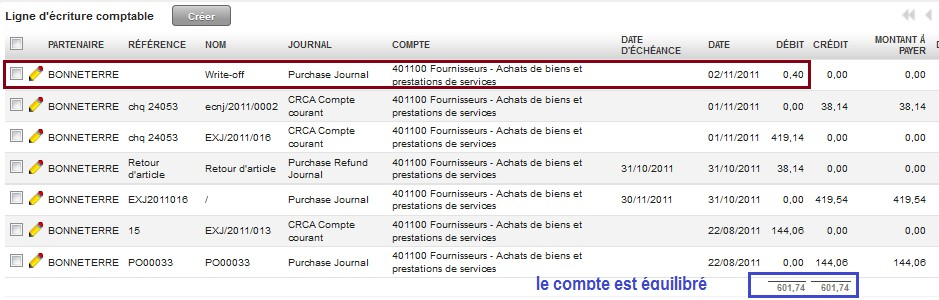 Ligne d'écriture comptable Créer
PARTENAIRE RÉFÉRENCE NOM JOURNAL COMPTE DATE D'ÉCHÉANCE DATE DÉBIT CRÉDIT MONTANT À PAYER
BONNETERRE Write-off Purchase Journal 401100 Fournisseurs - Achats de biens et prestations de services 02/11/2011 0,40 0,00 0,00
BONNETERRE chq 24053 ecnj/2011/0002 CRCA Compte courant 401100 Fournisseurs - Achats de biens et prestations de services 01/11/2011 0,00 38,14 38,14
BONNETERRE chq 24053 EXJ/2011/016 CRCA Compte courant 401100 Fournisseurs - Achats de biens et prestations de services 01/11/2011 419,14 0,00 0,00
BONNETERRE Retour d'article Retour d'article Purchase Refund Journal 401100 Fournisseurs - Achats de biens et prestations de services 31/10/2011 31/10/2011 38,14 0,00 0,00
BONNETERRE EXJ2011016 / Purchase Journal 401100 Fournisseurs - Achats de biens et prestations de services 30/11/2011 31/10/2011 0,00 419,54 419,54
BONNETERRE 15 EXJ/2011/013 CRCA Compte courant 401100 Fournisseurs - Achats de biens et prestations de services 22/08/2011 144,06 0,00 0,00
BONNETERRE PO00033 PO00033 Purchase Journal 401100 Fournisseurs - Achats de biens et prestations de services 22/08/2011 0,00 144,06 144,06
le compte est équilibré 601,74 601,74